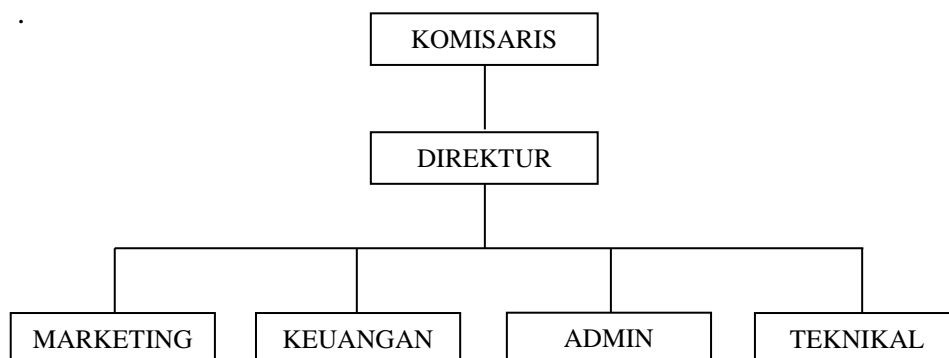 .
KOMISARIS
DIREKTUR
MARKETING
KEUANGAN
ADMIN
TEKNIKAL